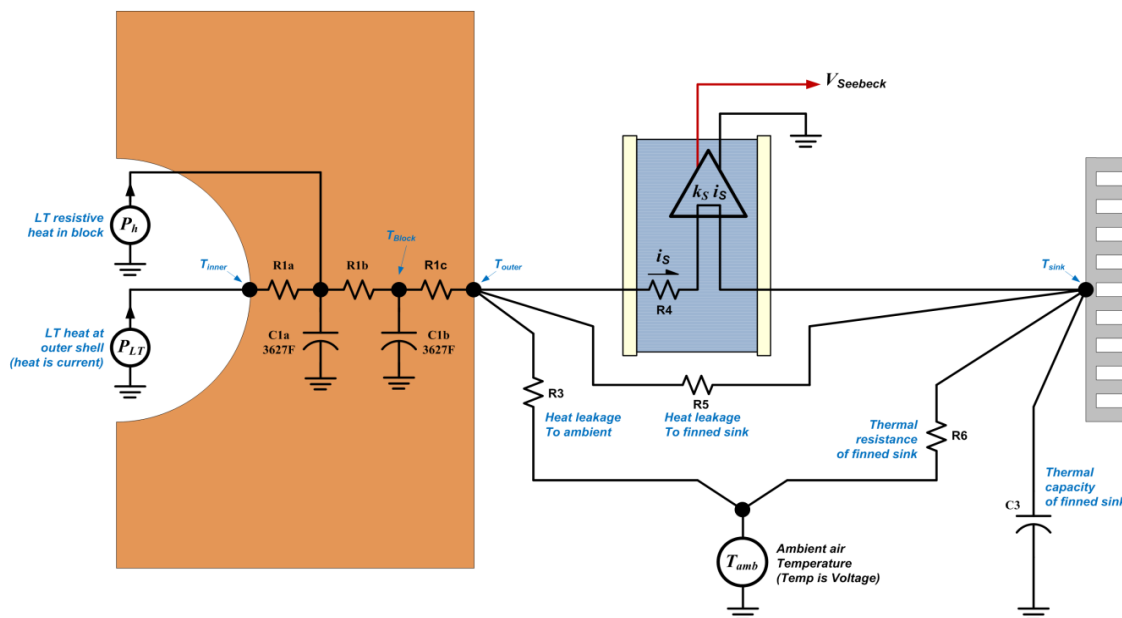 V Seebeck
k_S i_S
LT resistive
heat in block
P_h
T_Block
T_inner
R1a
R1b
R1c
T_outer
i_S
R4
T_sink
LT heat at
outer shell
(heat is current)
P_LT
C1a
3627F
C1b
3627F
R3
Heat leakage
To ambient
R5
Heat leakage
To finned sink
Thermal
resistance
of finned sink
R6
Thermal
capacity
of finned sink
C3
T_amb
Ambient air
Temperature
(Temp is Voltage)